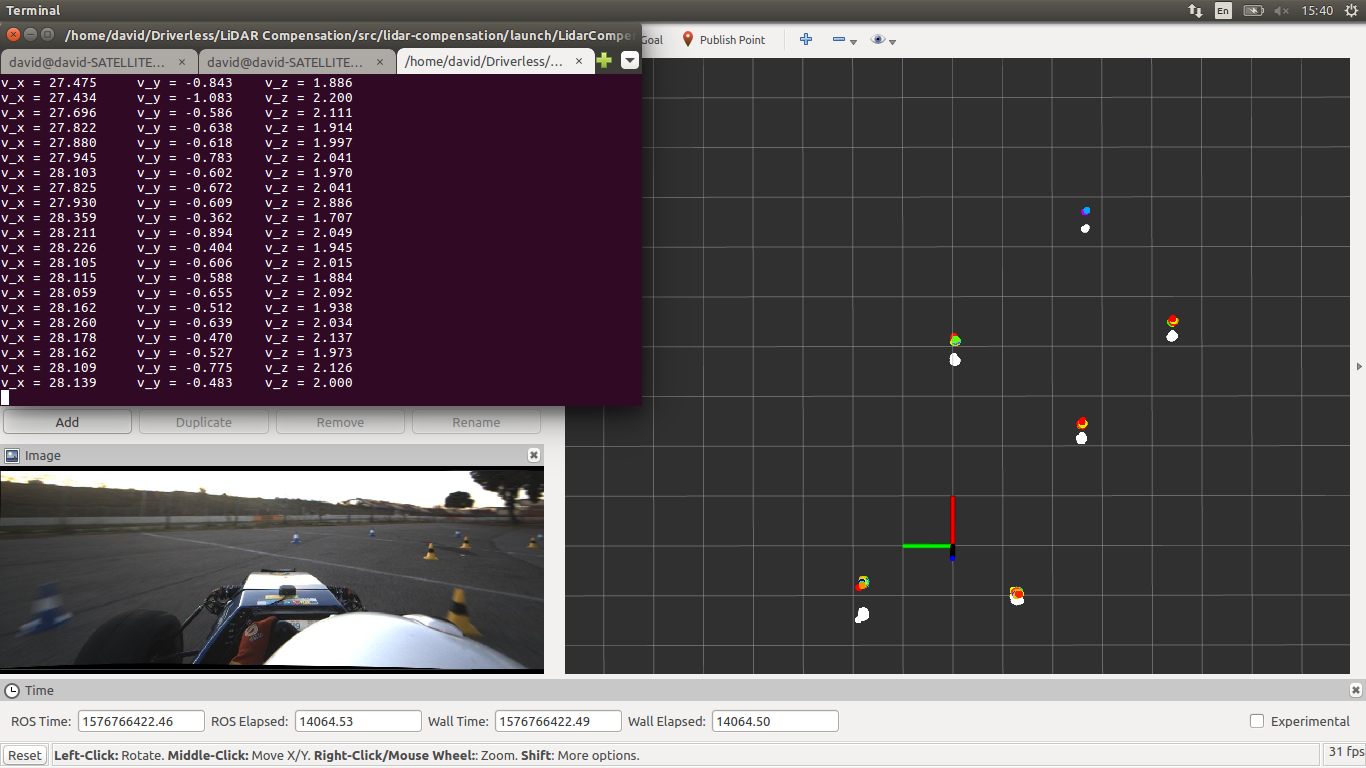 Terminal
En
15:40
/home/david/Driverless/LiDAR Compensation/src/lidar-compensation/launch/LidarComper
Goal
Publish Point
david@david-SATELLITE... ×
david@david-SATELLITE... ×
/home/david/Driverless/... ×
v_x = 27.475 v_y = -0.843 v_z = 1.886
v_x = 27.434 v_y = -1.083 v_z = 2.200
v_x = 27.696 v_y = -0.586 v_z = 2.111
v_x = 27.822 v_y = -0.638 v_z = 1.914
v_x = 27.880 v_y = -0.618 v_z = 1.997
v_x = 27.945 v_y = -0.783 v_z = 2.041
v_x = 28.103 v_y = -0.602 v_z = 1.970
v_x = 27.825 v_y = -0.672 v_z = 2.041
v_x = 27.930 v_y = -0.609 v_z = 2.886
v_x = 28.359 v_y = -0.362 v_z = 1.707
v_x = 28.211 v_y = -0.894 v_z = 2.049
v_x = 28.226 v_y = -0.404 v_z = 1.945
v_x = 28.105 v_y = -0.606 v_z = 2.015
v_x = 28.115 v_y = -0.588 v_z = 1.884
v_x = 28.059 v_y = -0.655 v_z = 2.092
v_x = 28.162 v_y = -0.512 v_z = 1.938
v_x = 28.260 v_y = -0.639 v_z = 2.034
v_x = 28.178 v_y = -0.470 v_z = 2.137
v_x = 28.162 v_y = -0.527 v_z = 1.973
v_x = 28.109 v_y = -0.775 v_z = 2.126
v_x = 28.139 v_y = -0.483 v_z = 2.000
Add Duplicate Remove Rename
Image
Time
ROS Time: 1576766422.46 ROS Elapsed: 14064.53 Wall Time: 1576766422.49 Wall Elapsed: 14064.50 Experimental
Reset Left-Click: Rotate. Middle-Click: Move X/Y. Right-Click/Mouse Wheel:: Zoom. Shift: More options. 31 fps